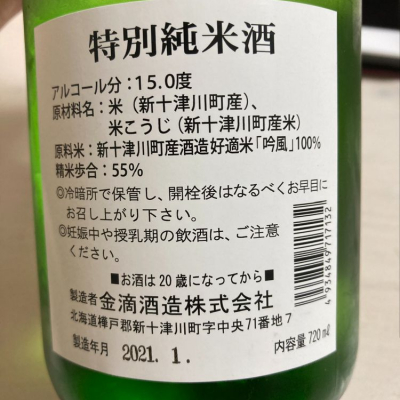 特別純米酒
アルコール分：15.0度
原材料名：米（新十津川町産）、
米こうじ（新十津川町産米）
原料米：新十津川町産酒造好適米「吟風」100%
精米歩合：55%
◎冷暗所で保管し、開栓後はなるべくお早目に
お召し上がり下さい。
◎妊娠中や授乳期の飲酒は、ご注意
ください。
■お酒は20歳になってから■
製造者 金滴酒造株式会社
北海道樺戸郡新十津川町字中央71番地7
製造年月 2021.1.
内容量 720㎖
4934849717132